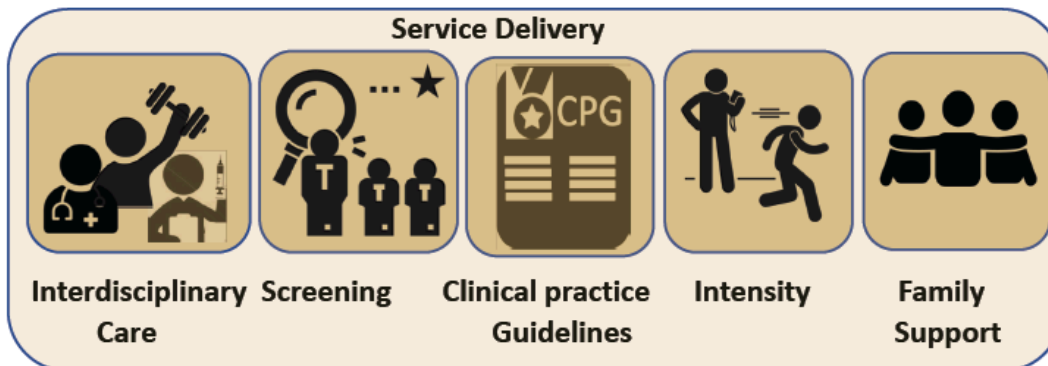 Service Delivery
CPG
T
T
T
Interdisciplinary Care
Screening
Clinical practice Guidelines
Intensity
Family Support